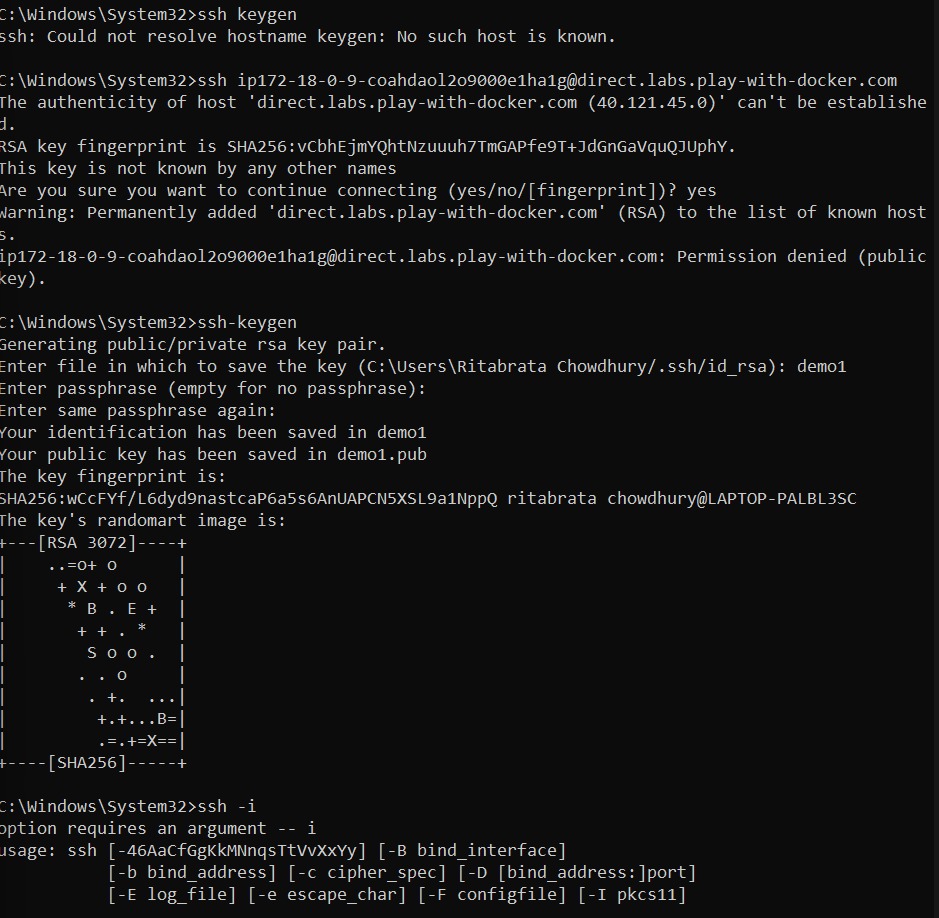 C:\Windows\System32>ssh keygen
ssh: Could not resolve hostname keygen: No such host is known.
C:\Windows\System32>ssh ip172-18-0-9-coahdaol2o9000e1ha1g@direct.labs.play-with-docker.com
The authenticity of host 'direct.labs.play-with-docker.com (40.121.45.0)' can't be establishe
d.
RSA key fingerprint is SHA256:vCbhEjmYQhtNzuuuh7TmGAPfe9T+JdGnGaVquQJUphY.
This key is not known by any other names
Are you sure you want to continue connecting (yes/no/[fingerprint])? yes
Warning: Permanently added 'direct.labs.play-with-docker.com' (RSA) to the list of known host
s.
ip172-18-0-9-coahdaol2o9000e1ha1g@direct.labs.play-with-docker.com: Permission denied (public
key).
C:\Windows\System32>ssh-keygen
Generating public/private rsa key pair.
Enter file in which to save the key (C:\Users\Ritabrata Chowdhury/.ssh/id_rsa): demo1
Enter passphrase (empty for no passphrase):
Enter same passphrase again:
Your identification has been saved in demo1
Your public key has been saved in demo1.pub
The key fingerprint is:
SHA256:wCcFYf/L6dyd9nastcaP6a5s6AnUAPCN5XSL9a1NppQ ritabrata chowdhury@LAPTOP-PALBL3SC
The key's randomart image is:
+---[RSA 3072]----+
|    ..=o+ o      |
|     + X + o o   |
|      * B . E +  |
|       + + . *   |
|        S o o .  |
|       . . o     |
|        . +.  ...|
|         +.+...B=|
|         .=.+=X==|
+----[SHA256]-----+
C:\Windows\System32>ssh -i
option requires an argument -- i
usage: ssh [-46AaCfGgKkMNnqsTtVvXxYy] [-B bind_interface]
           [-b bind_address] [-c cipher_spec] [-D [bind_address:]port]
           [-E log_file] [-e escape_char] [-F configfile] [-I pkcs11]